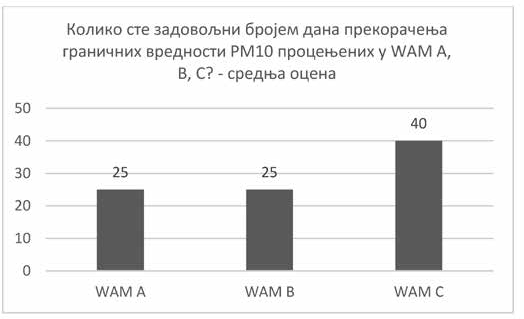 Колико сте задовољни бројем дана прекорачења
граничних вредности PM10 процењених у WAM A,
B, C? - средња оцена
50
40
30
20
10
0
25
25
40
WAM A
WAM B
WAM C